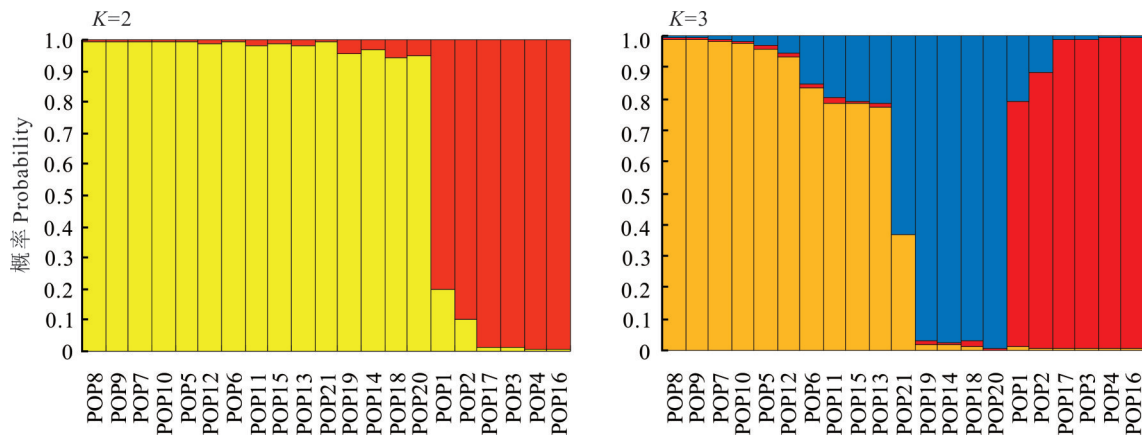 K=2
概率 Probability
1.0
0.9
0.8
0.7
0.6
0.5
0.4
0.3
0.2
0.1
0
POP8
POP9
POP7
POP10
POP5
POP12
POP6
POP11
POP15
POP13
POP21
POP19
POP14
POP18
POP20
POP1
POP2
POP17
POP3
POP4
POP16
K=3
1.0
0.9
0.8
0.7
0.6
0.5
0.4
0.3
0.2
0.1
0
POP8
POP9
POP7
POP10
POP5
POP12
POP6
POP11
POP15
POP13
POP21
POP19
POP14
POP18
POP20
POP1
POP2
POP17
POP3
POP4
POP16